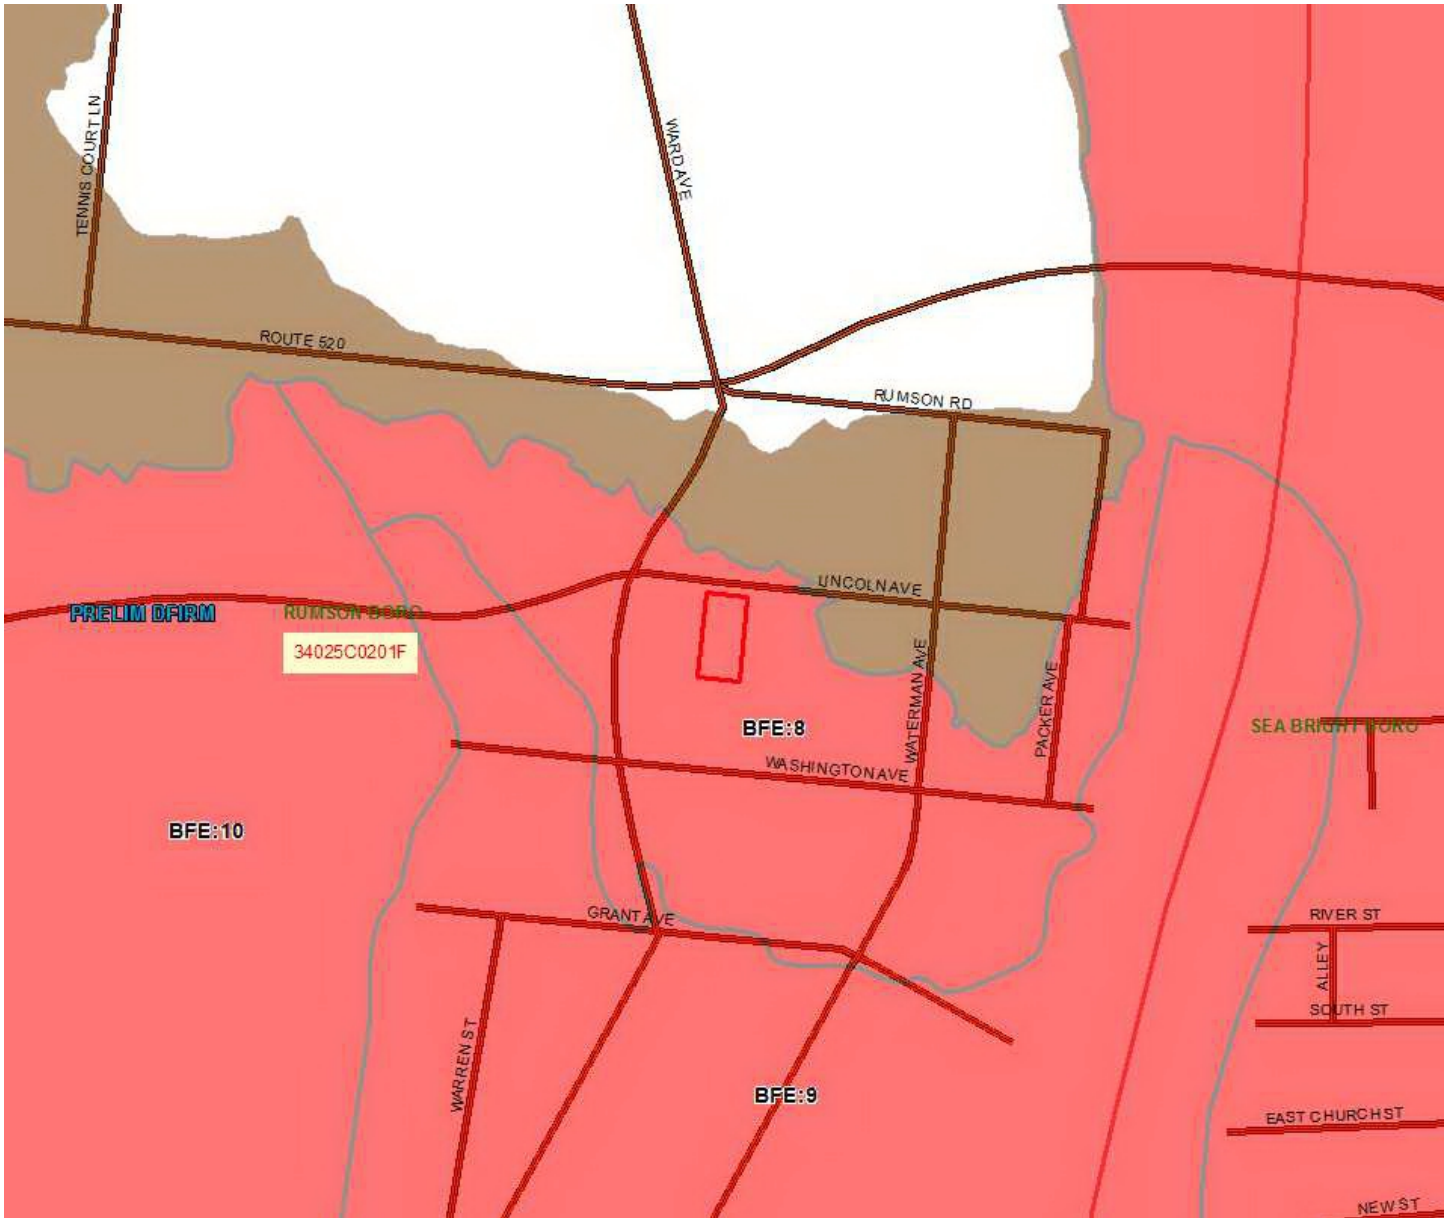 TENNIS COURT LN
WARD AVE
ROUTE 520
RUMSON RD
LINCOLN AVE
PRELIM DFIRM
RUMSON BORO
34025C0201F
WATERMAN AVE
PACKER AVE
BFE:8
SEA BRIGHT BORO
WASHINGTON AVE
BFE:10
GRANT AVE
RIVER ST
ALLEY
SOUTH ST
WARREN ST
BFE:9
EAST CHURCH ST
NEW ST